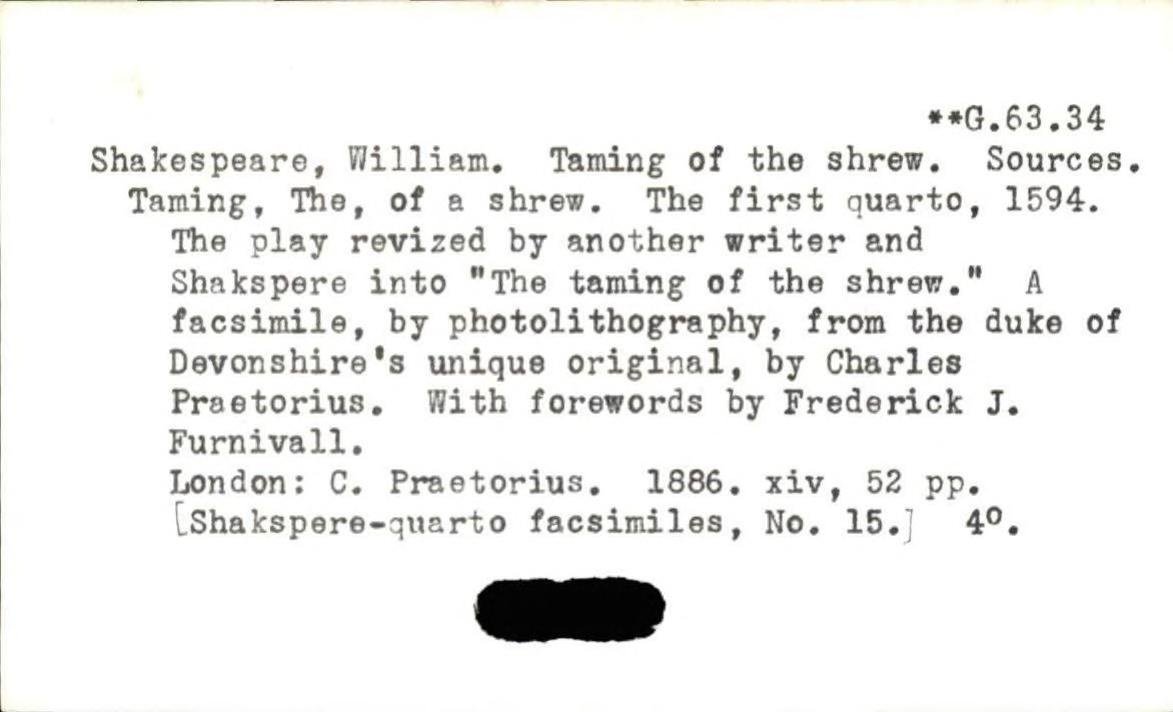 **G.63.34
Shakespeare, William. Taming of the shrew. Sources.
Taming, The, of a shrew. The first quarto, 1594.
The play revized by another writer and
Shakspere into "The taming of the shrew." A
facsimile, by photolithography, from the duke of
Devonshire's unique original, by Charles
Praetorius. With forewords by Frederick J.
Furnivall.
London: C. Praetorius. 1886. xiv, 52 pp.
[Shakspere-quarto facsimiles, No. 15.] 4º.